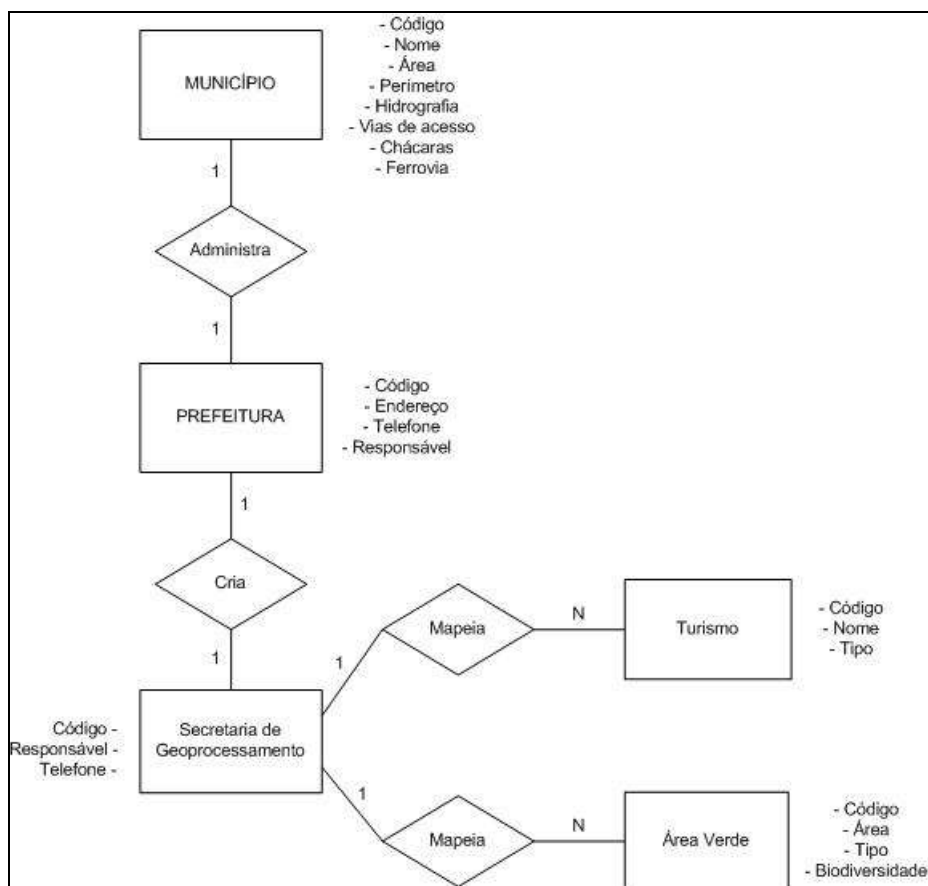 - Código
- Nome
- Área
- Perimetro
- Hidrografia
- Vias de acesso
- Chácaras
- Ferrovia
MUNICÍPIO
1
Administra
1
PREFEITURA
- Código
- Endereço
- Telefone
- Responsável
1
Cria
1
Mapeia
N
Turismo
- Código
- Nome
- Tipo
1
Código -
Responsável -
Telefone -
Secretaria de
Geoprocessamento
1
Mapeia
N
Área Verde
- Código
- Área
- Tipo
- Biodiversidade